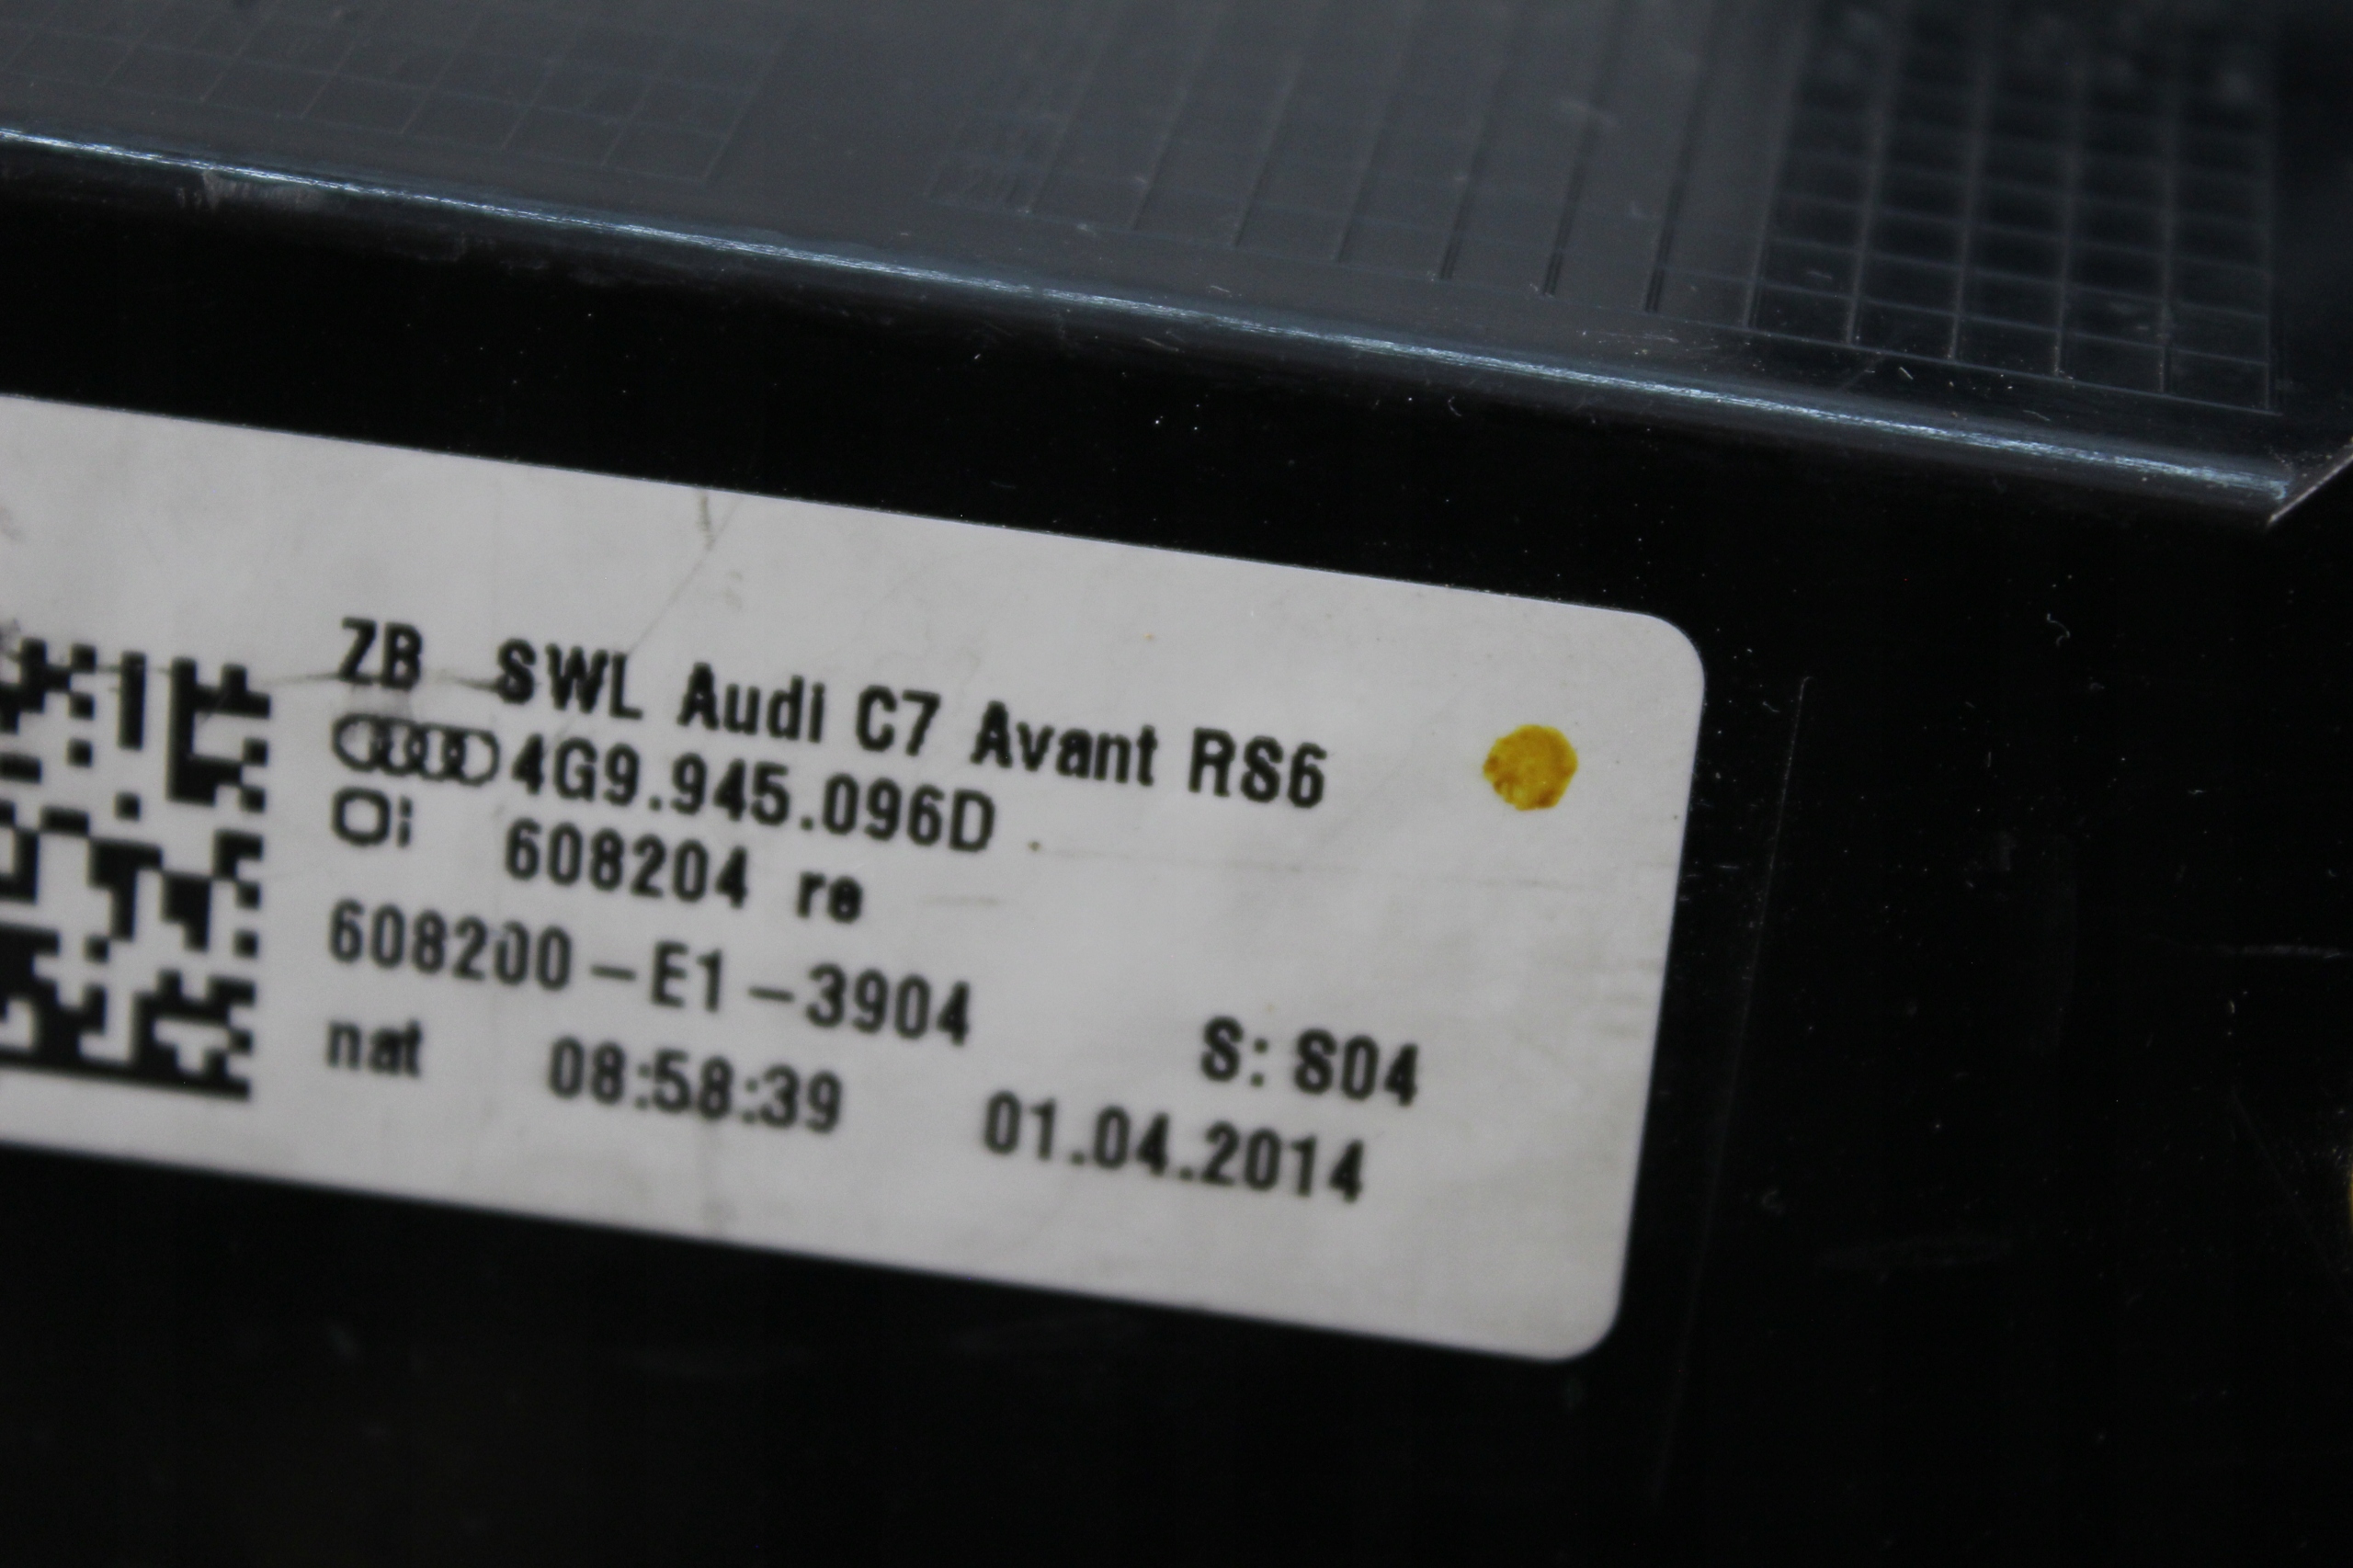 ZB SWL Audi C7 Avant RS6
4G9.945.096D
Oi 608204 re
608200-E1-3904
S: S04
nat 08:58:39 01.04.2014